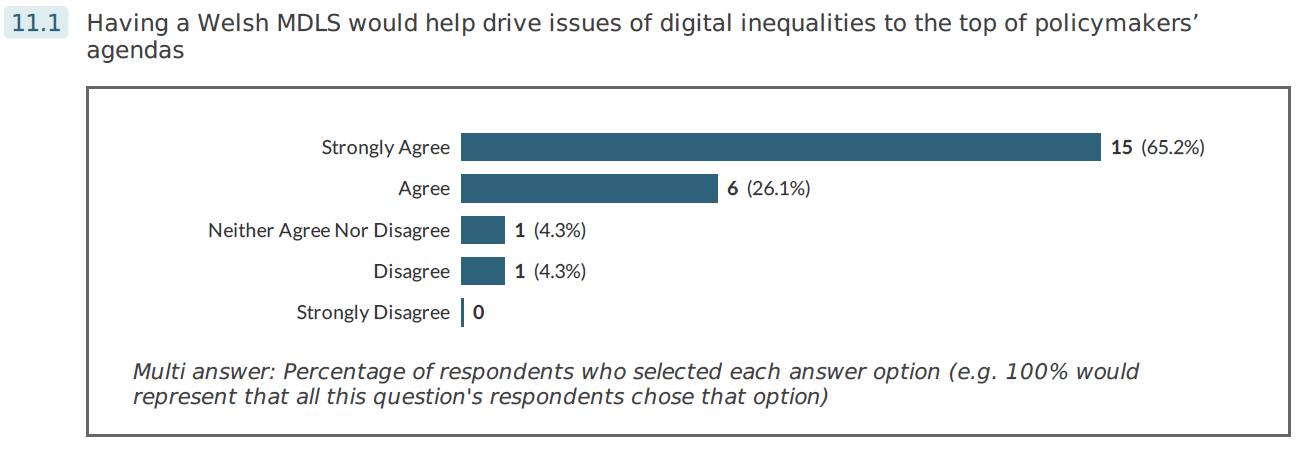 11.1 Having a Welsh MDLS would help drive issues of digital inequalities to the top of policymakers’
agendas
Strongly Agree 15 (65.2%)
Agree 6 (26.1%)
Neither Agree Nor Disagree 1 (4.3%)
Disagree 1 (4.3%)
Strongly Disagree 0
Multi answer: Percentage of respondents who selected each answer option (e.g. 100% would
represent that all this question's respondents chose that option)